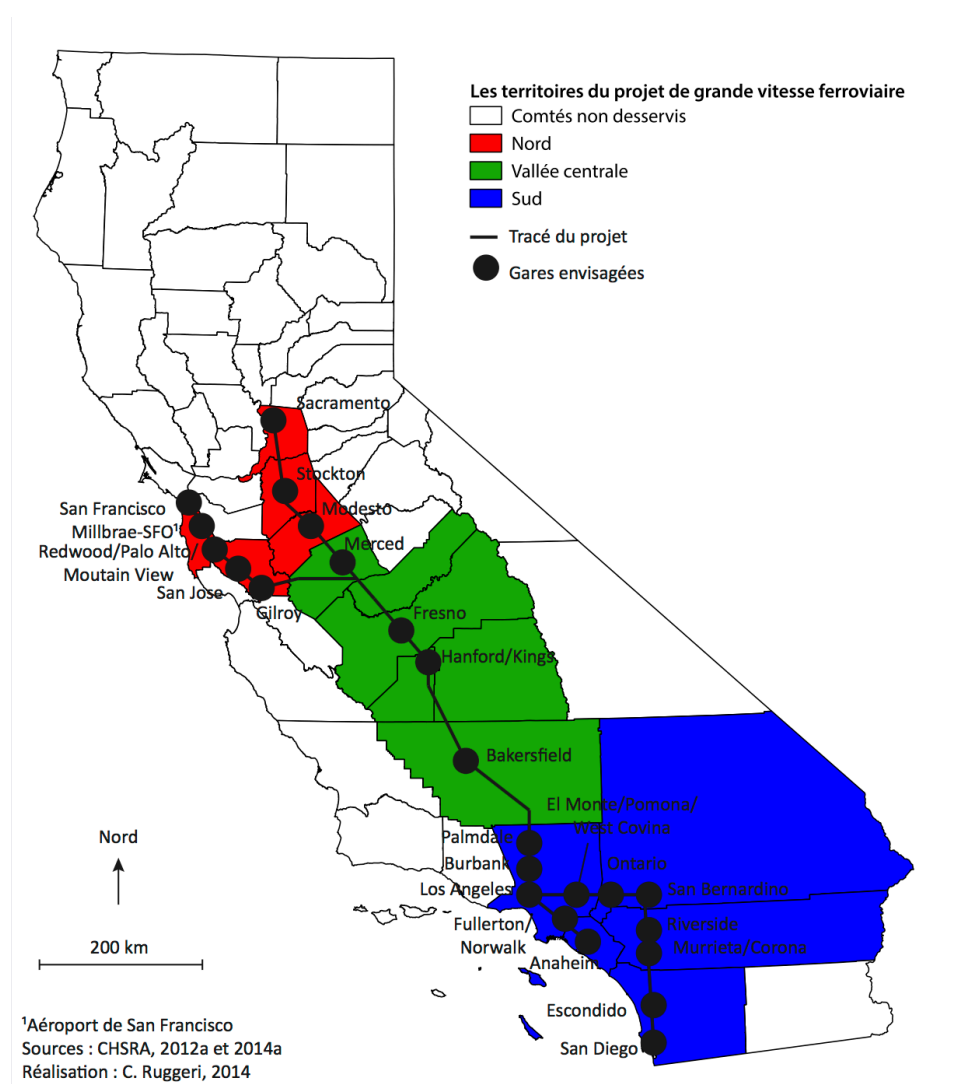 Les territoires du projet de grande vitesse ferroviaire
Comtés non desservis
Nord
Vallée centrale
Sud
Tracé du projet
Gares envisagées
Sacramento
Stockton
San Francisco
Modesto
Millbrae-SFO¹
Redwood/Palo Alto/
Merced
Moutain View
San Jose
Gilroy
Fresno
Hanford/Kings
Bakersfield
El Monte/Pomona/
West Covina
Palmdale
Burbank
Ontario
Los Angeles
San Bernardino
Fullerton/
Norwalk
Riverside
Murrieta/Corona
Anaheim
Escondido
San Diego
Nord
200 km
¹Aéroport de San Francisco
Sources : CHSRA, 2012a et 2014a
Réalisation : C. Ruggeri, 2014